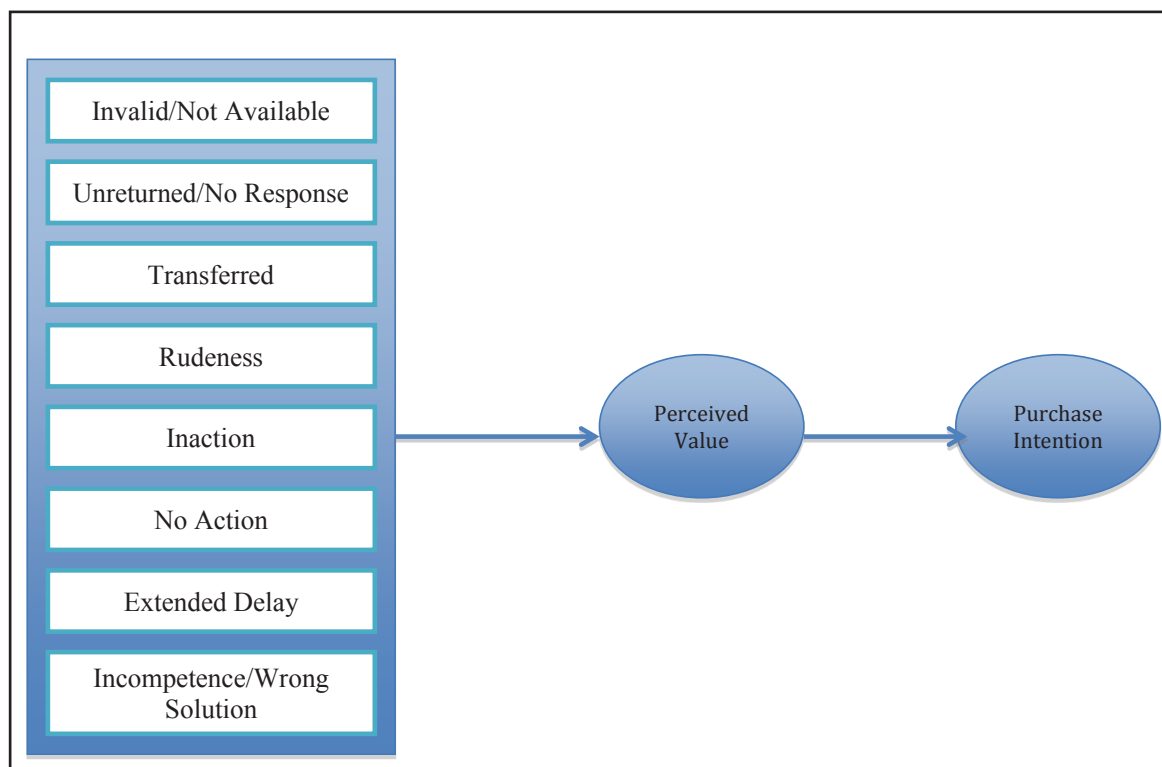 Invalid/Not Available
Unreturned/No Response
Transferred
Rudeness
Inaction
No Action
Extended Delay
Incompetence/Wrong
Solution
Perceived
Value
Purchase
Intention